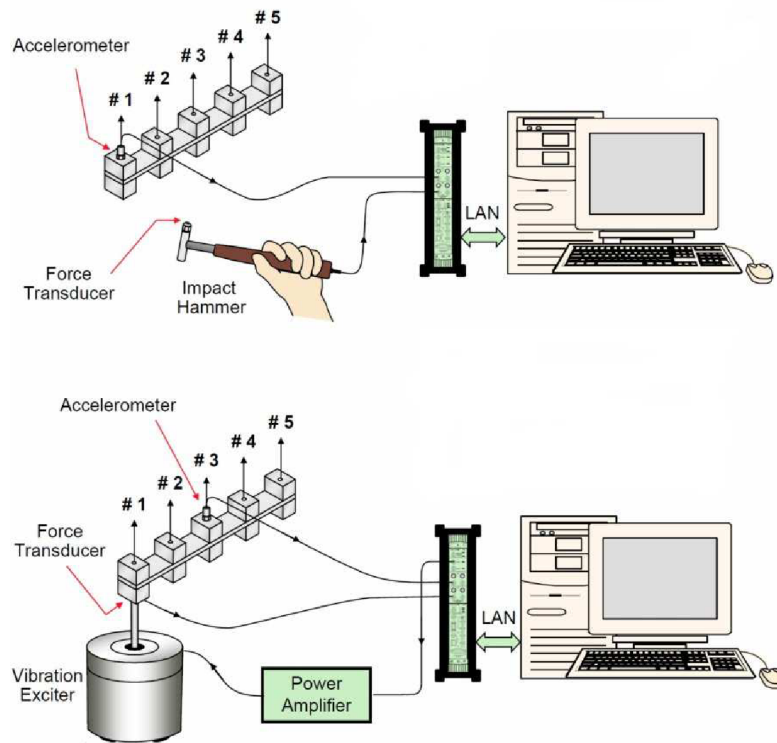 # 5
# 4
Accelerometer
# 3
# 2
# 1
LAN
Force
Transducer
Impact
Hammer
Accelerometer
# 5
# 4
# 3
# 2
# 1
Force
Transducer
LAN
Vibration
Exciter
Power
Amplifier